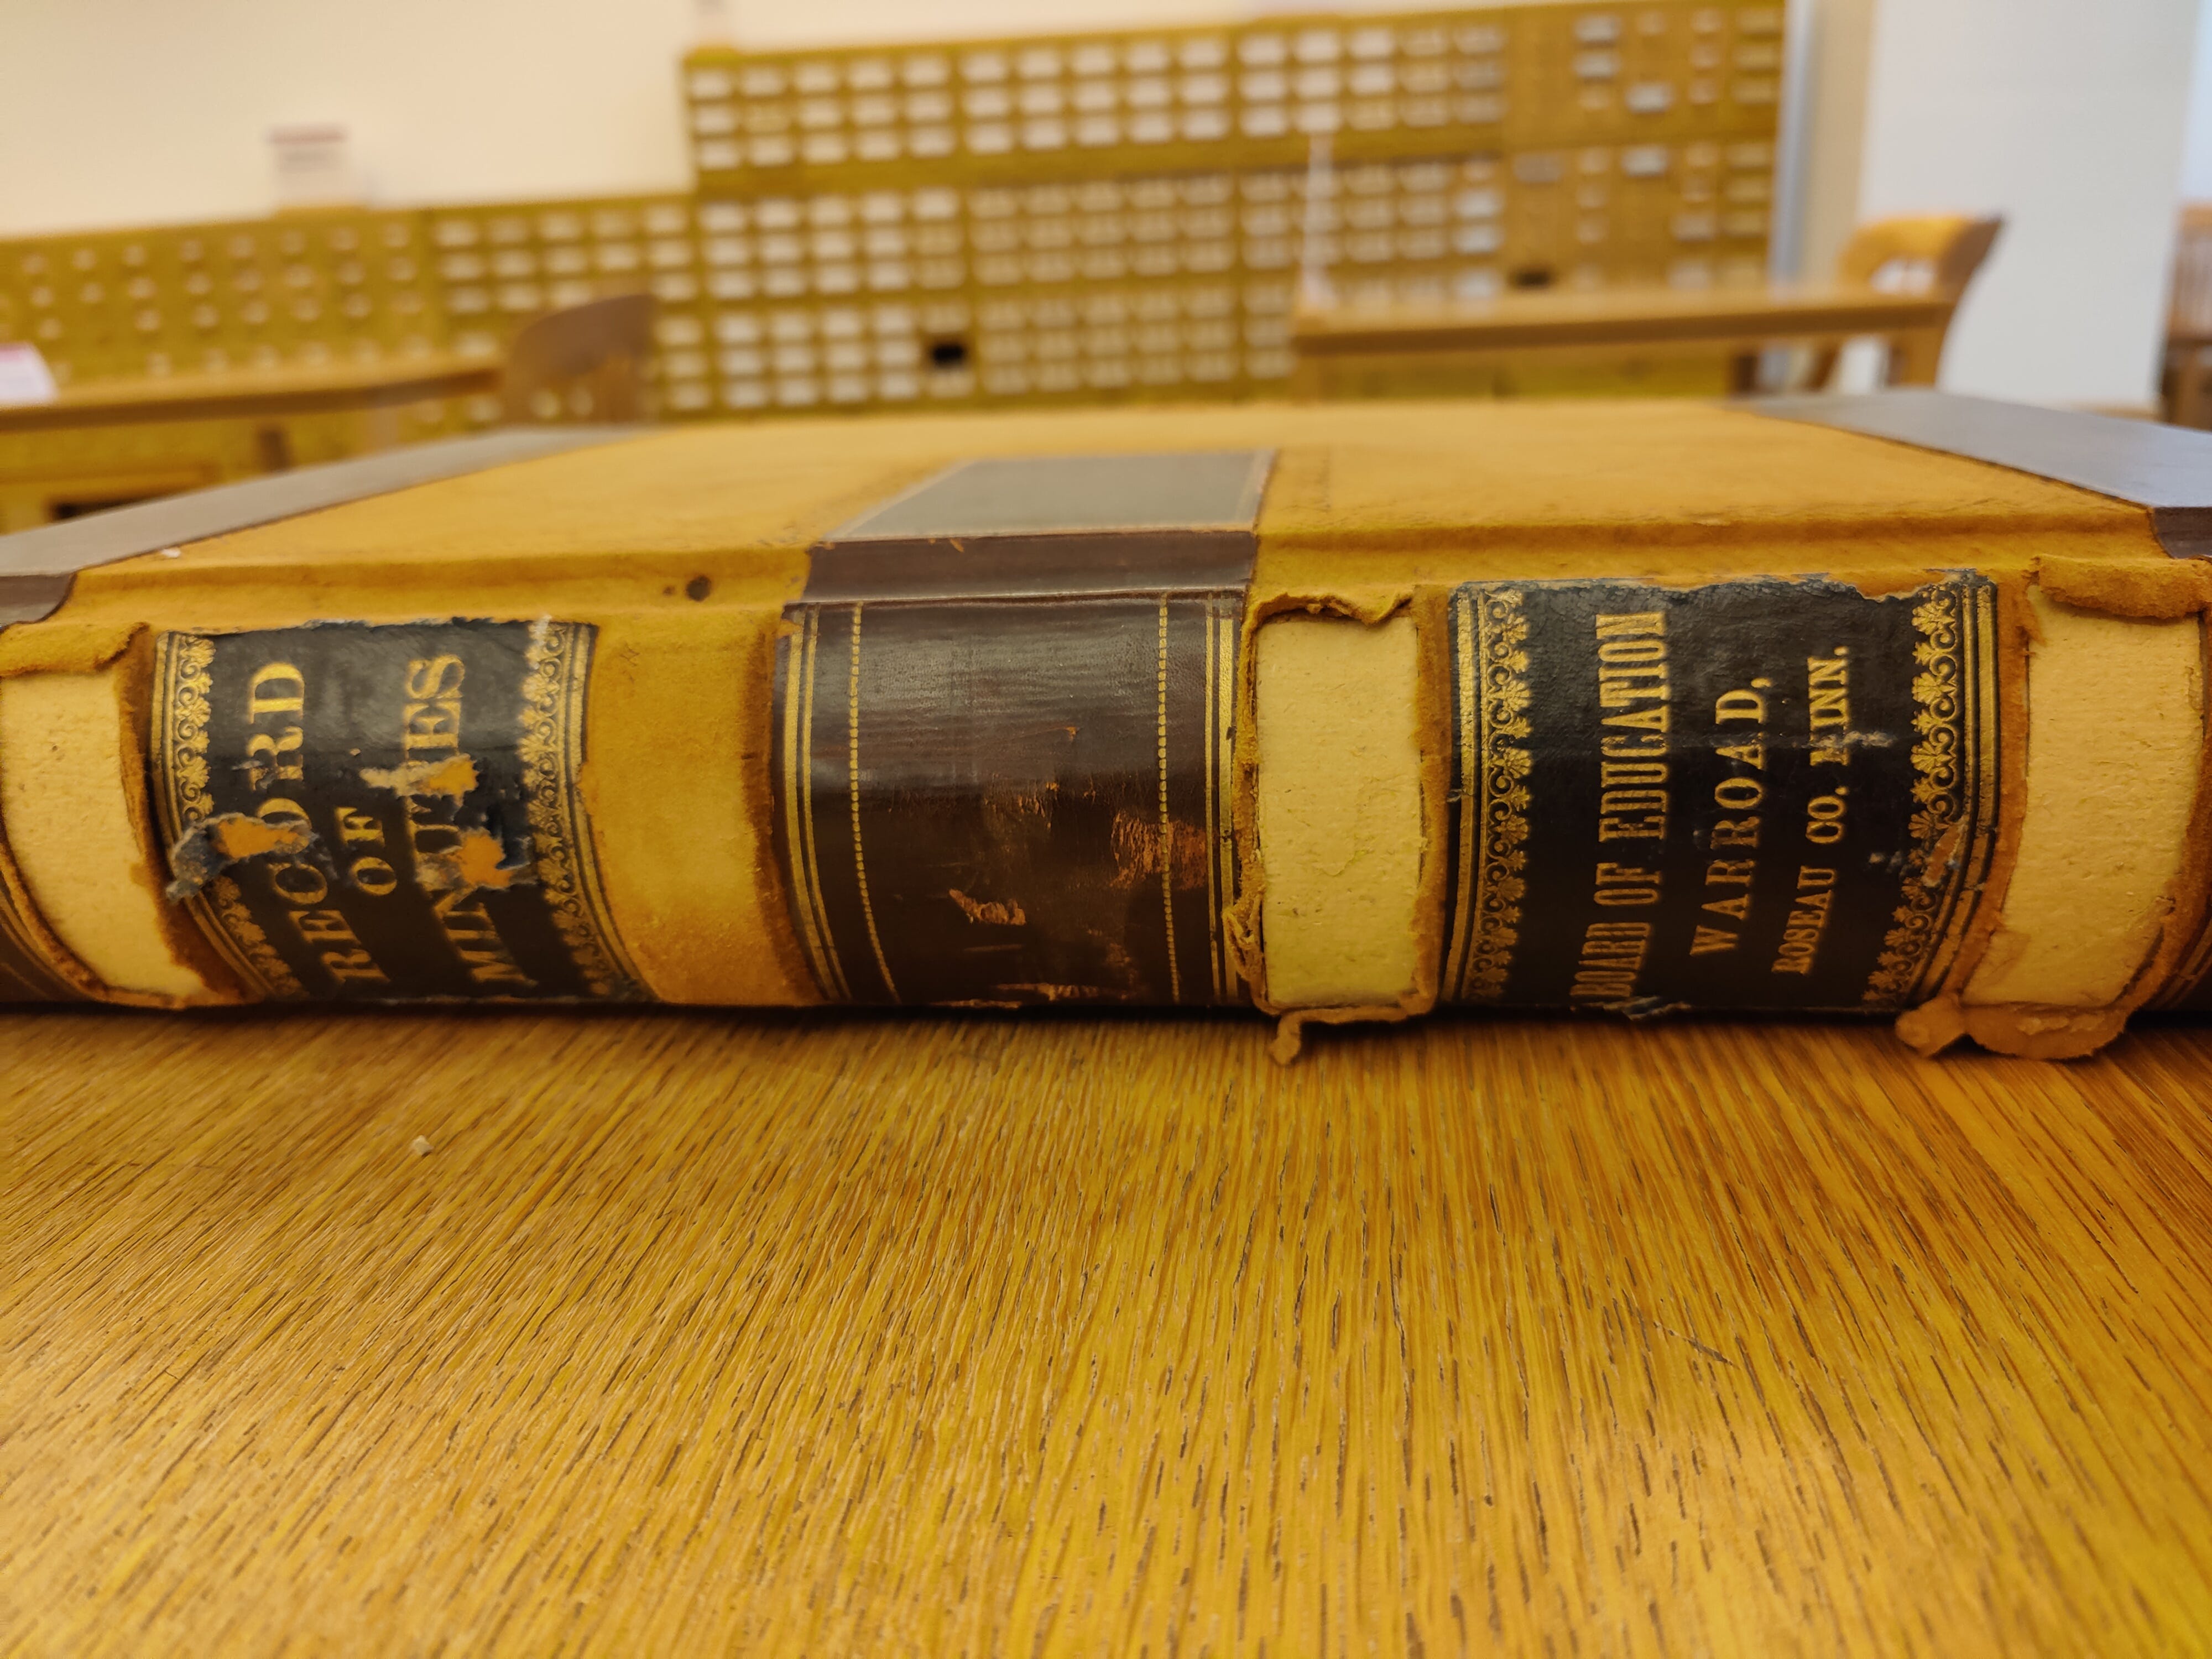 RECORD
OF
MINUTES
BOARD OF EDUCATION
WARROAD,
ROSEAU CO. MINN.